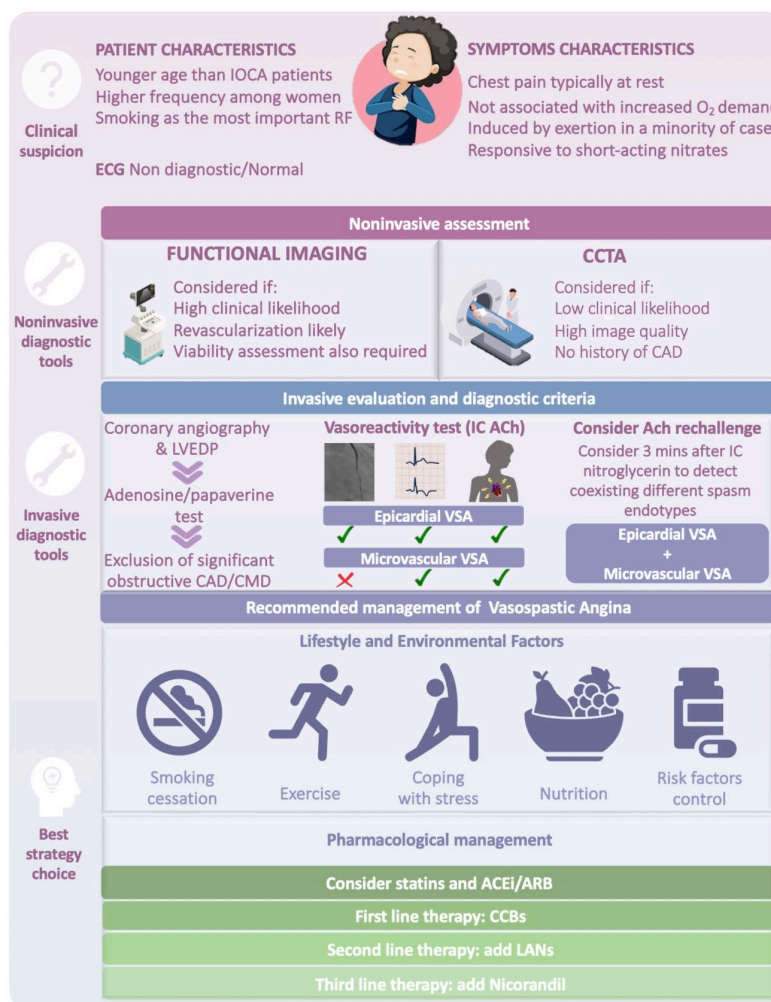 PATIENT CHARACTERISTICS
Younger age than IOCA patients
Higher frequency among women
Smoking as the most important RF
ECG Non diagnostic/Normal
SYMPTOMS CHARACTERISTICS
Chest pain typically at rest
Not associated with increased O₂ demand
Induced by exertion in a minority of case
Responsive to short-acting nitrates
?
Clinical
suspicion
Noninvasive assessment
Noninvasive
diagnostic
tools
FUNCTIONAL IMAGING
Considered if:
High clinical likelihood
Revascularization likely
Viability assessment also required
CCTA
Considered if:
Low clinical likelihood
High image quality
No history of CAD
Invasive evaluation and diagnostic criteria
Invasive
diagnostic
tools
Coronary angiography
& LVEDP
Adenosine/papaverine
test
Exclusion of significant
obstructive CAD/CMD
Vasoreactivity test (IC ACh)
Epicardial VSA
Microvascular VSA
Consider Ach rechallenge
Consider 3 mins after IC
nitroglycerin to detect
coexisting different spasm
endotypes
Epicardial VSA
+
Microvascular VSA
Recommended management of Vasospastic Angina
Best
strategy
choice
Lifestyle and Environmental Factors
Smoking
cessation
Exercise
Coping
with stress
Nutrition
Risk factors
control
Pharmacological management
Consider statins and ACEi/ARB
First line therapy: CCBs
Second line therapy: add LANs
Third line therapy: add Nicorandil